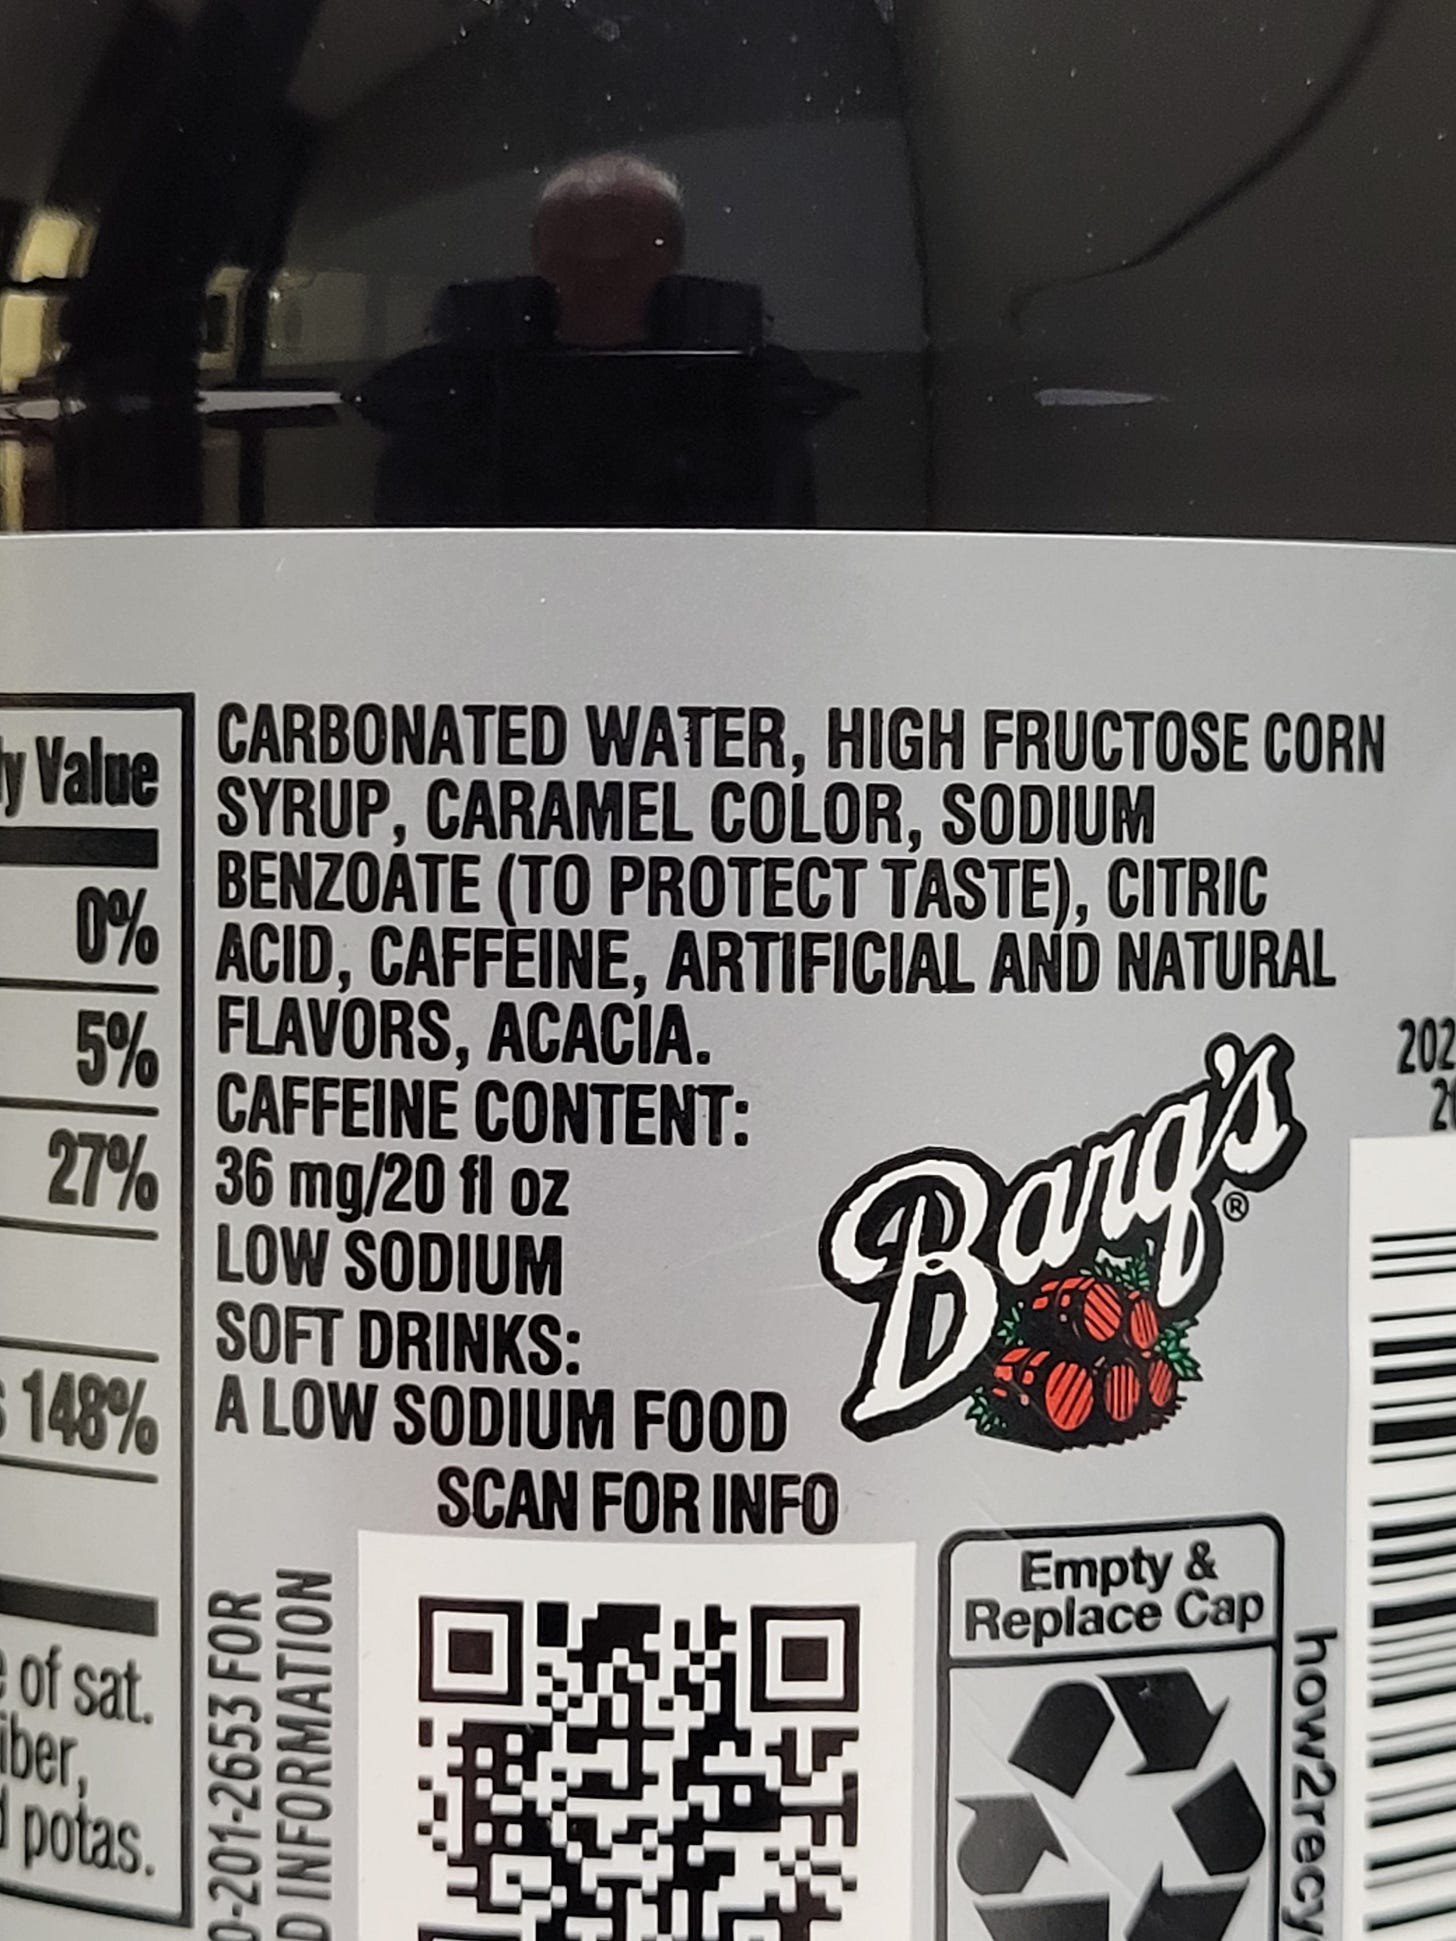 Value
0%
5%
27%
148%
of sat.
potas.
CARBONATED WATER, HIGH FRUCTOSE CORN
SYRUP, CARAMEL COLOR, SODIUM
BENZOATE (TO PROTECT TASTE), CITRIC
ACID, CAFFEINE, ARTIFICIAL AND NATURAL
FLAVORS, ACACIA.
CAFFEINE CONTENT:
36 mg/20 fl oz
LOW SODIUM
SOFT DRINKS:
A LOW SODIUM FOOD
SCAN FOR INFO
Barq's®
-201-2653 FOR
INFORMATION
Empty &
Replace Cap
how2recy